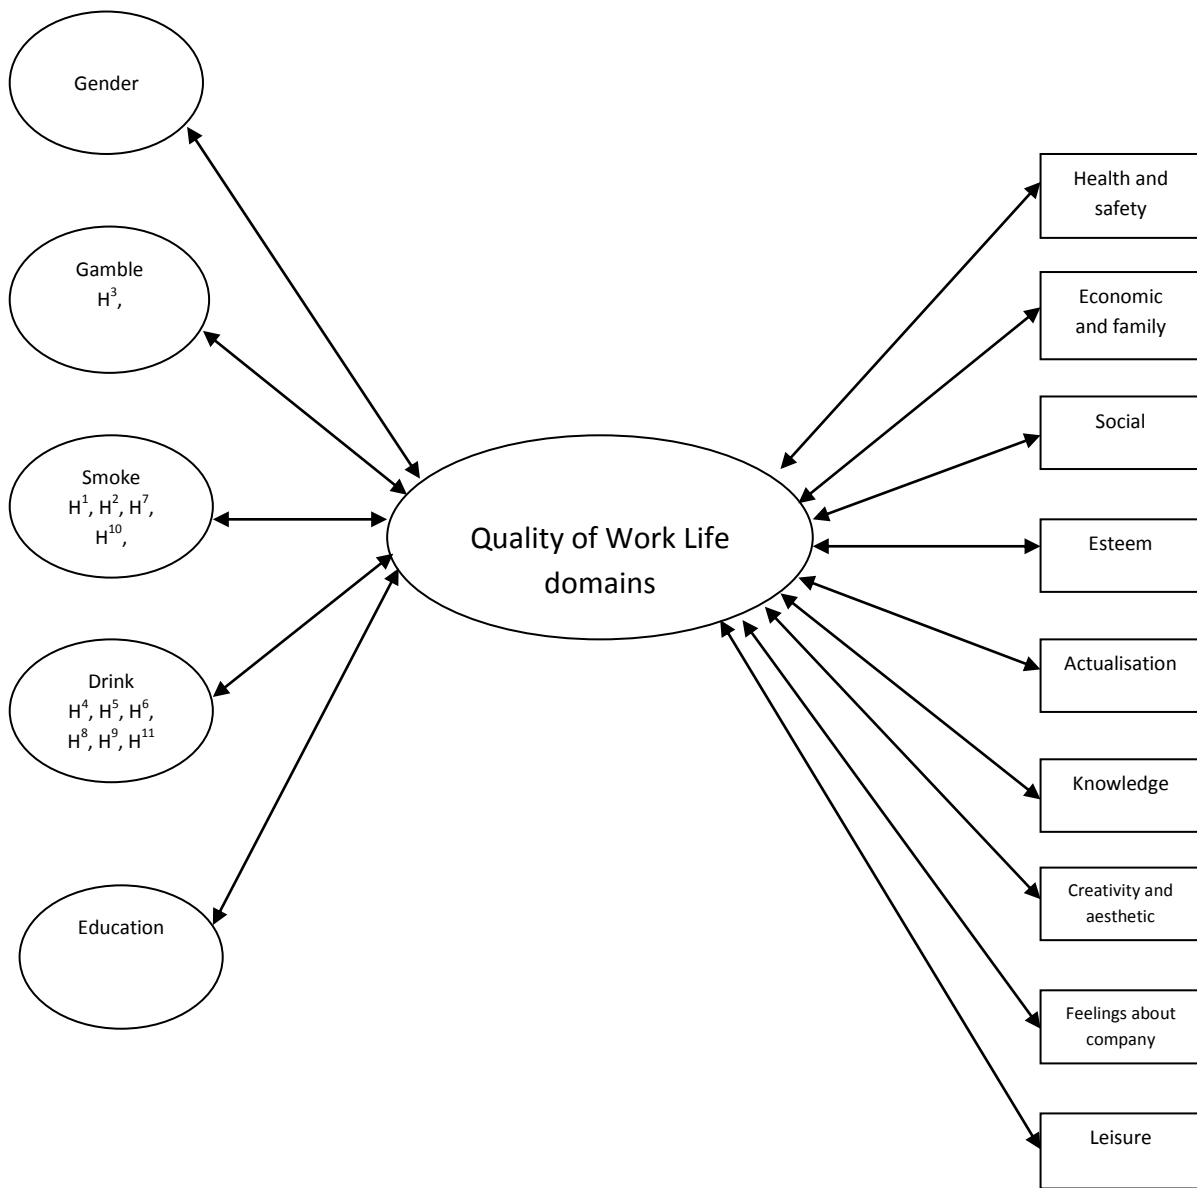 Gender
Gamble
H³,
Smoke
H¹, H², H⁷,
H¹⁰,
Drink
H⁴, H⁵, H⁶,
H⁸, H⁹, H¹¹
Education
Quality of Work Life
domains
Health and
safety
Economic
and family
Social
Esteem
Actualisation
Knowledge
Creativity and
aesthetic
Feelings about
company
Leisure